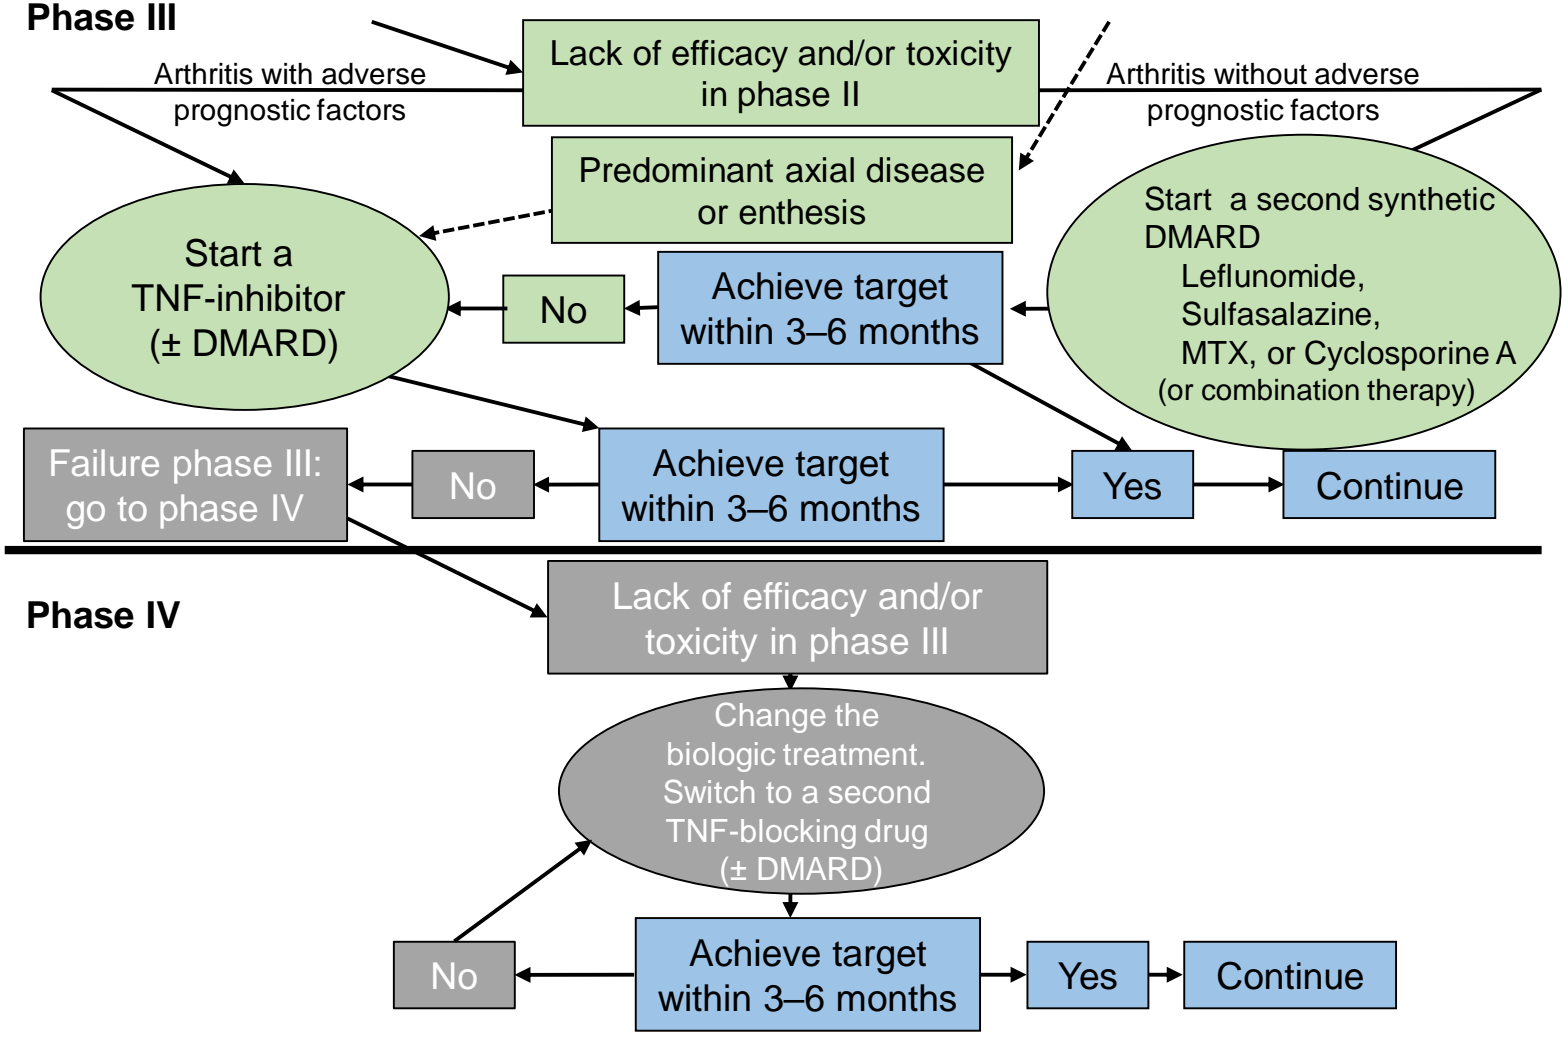 Phase III
Lack of efficacy and/or toxicity
in phase II
Arthritis with adverse
prognostic factors
Arthritis without adverse
prognostic factors
Predominant axial disease
or enthesis
Start a
TNF-inhibitor
(± DMARD)
Start a second synthetic
DMARD
Leflunomide,
Sulfasalazine,
MTX, or Cyclosporine A
(or combination therapy)
No
Achieve target
within 3–6 months
Failure phase III:
go to phase IV
No
Achieve target
within 3–6 months
Yes
Continue
Phase IV
Lack of efficacy and/or
toxicity in phase III
Change the
biologic treatment.
Switch to a second
TNF-blocking drug
(± DMARD)
No
Achieve target
within 3–6 months
Yes
Continue